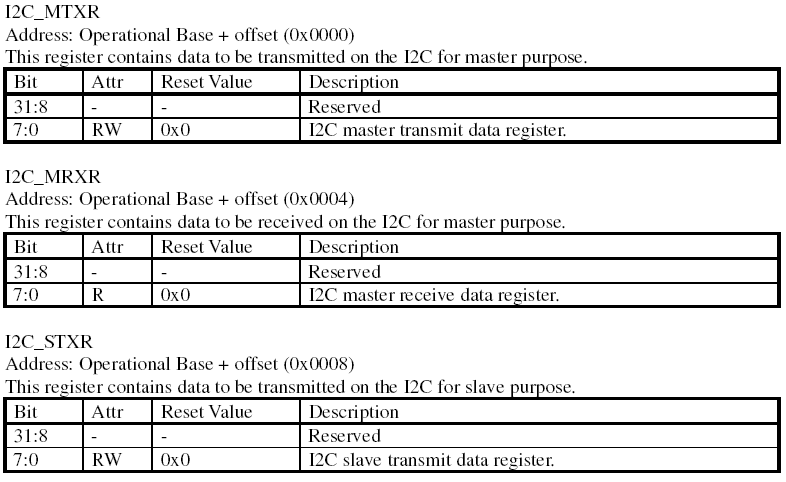 I2C_MTXR
Address: Operational Base + offset (0x0000)
This register contains data to be transmitted on the I2C for master purpose.
Bit Attr Reset Value Description
31:8 - - Reserved
7:0 RW 0x0 I2C master transmit data register.
I2C_MRXR
Address: Operational Base + offset (0x0004)
This register contains data to be received on the I2C for master purpose.
Bit Attr Reset Value Description
31:8 - - Reserved
7:0 R 0x0 I2C master receive data register.
I2C_STXR
Address: Operational Base + offset (0x0008)
This register contains data to be transmitted on the I2C for slave purpose.
Bit Attr Reset Value Description
31:8 - - Reserved
7:0 RW 0x0 I2C slave transmit data register.